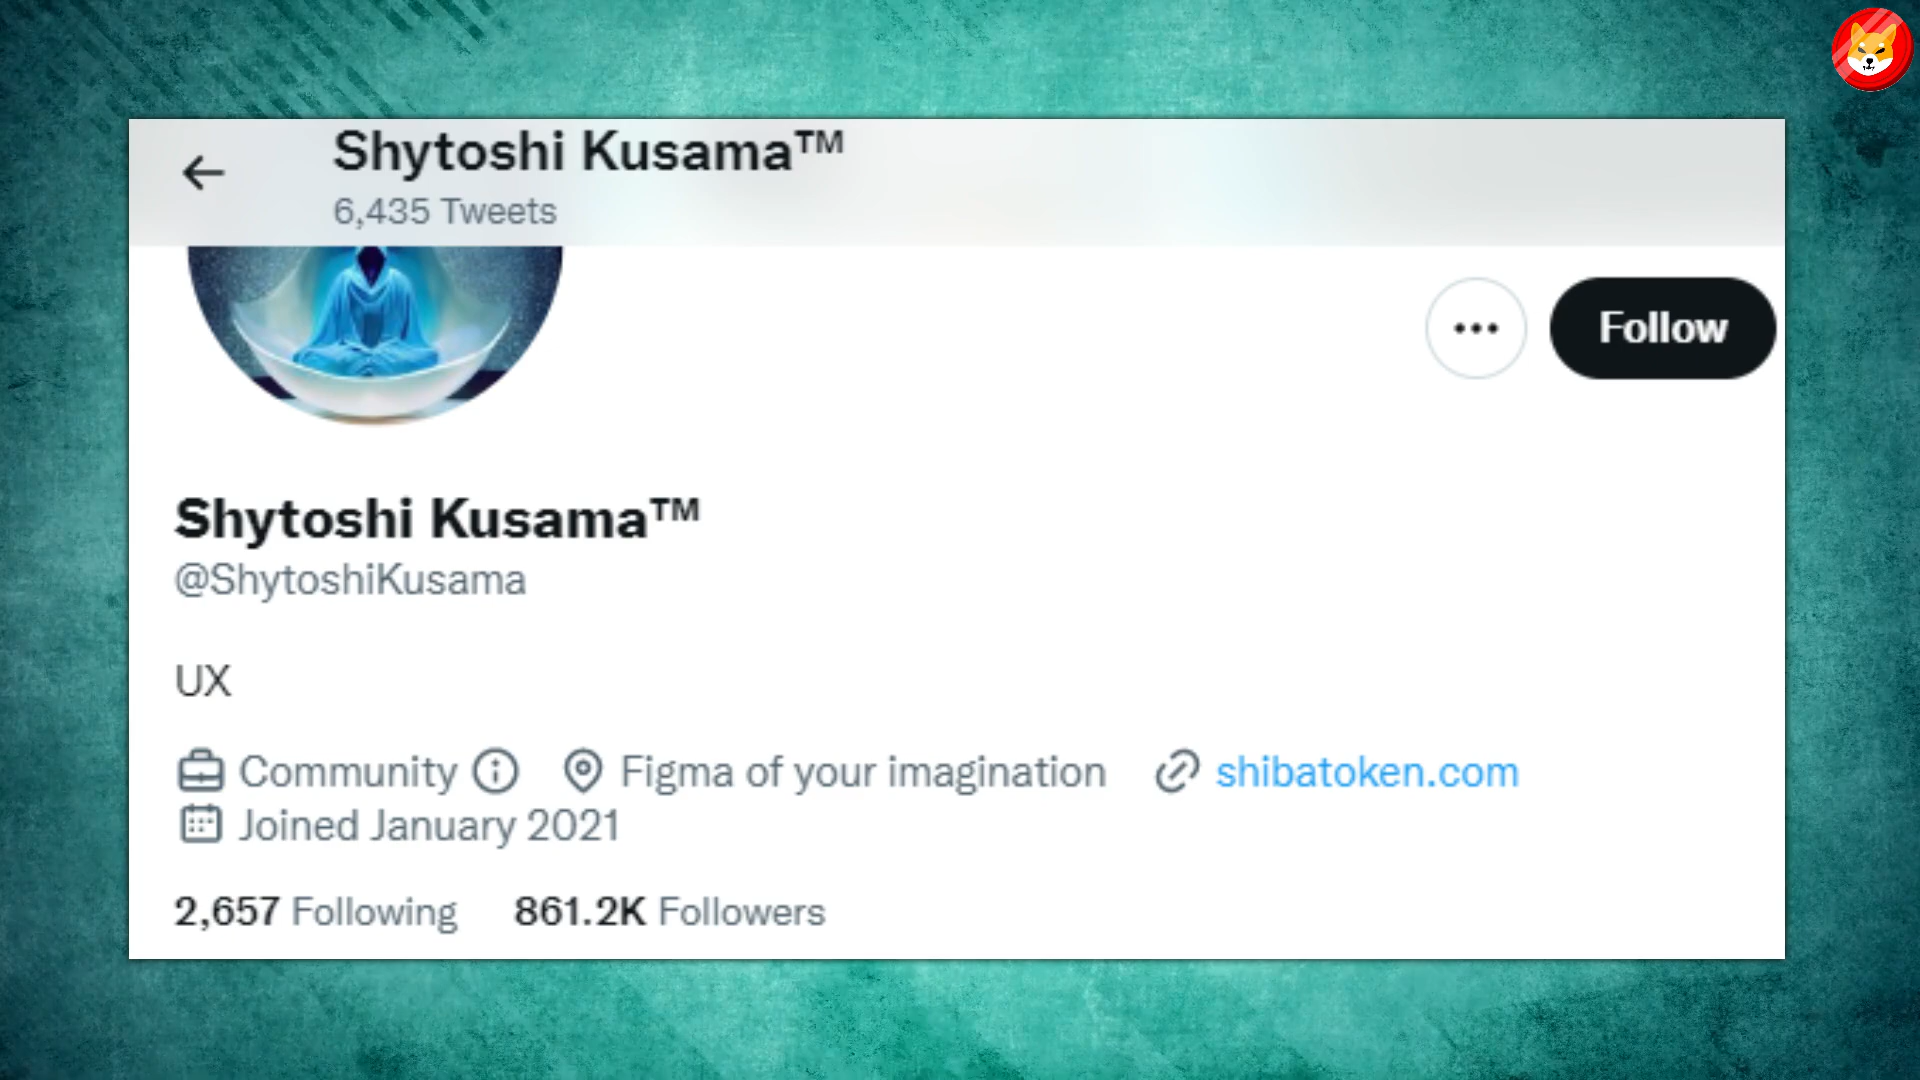 Shytoshi Kusama™
6,435 Tweets
Follow
Shytoshi Kusama™
@ShytoshiKusama
UX
Community Figma of your imagination shibatoken.com
Joined January 2021
2,657 Following 861.2K Followers